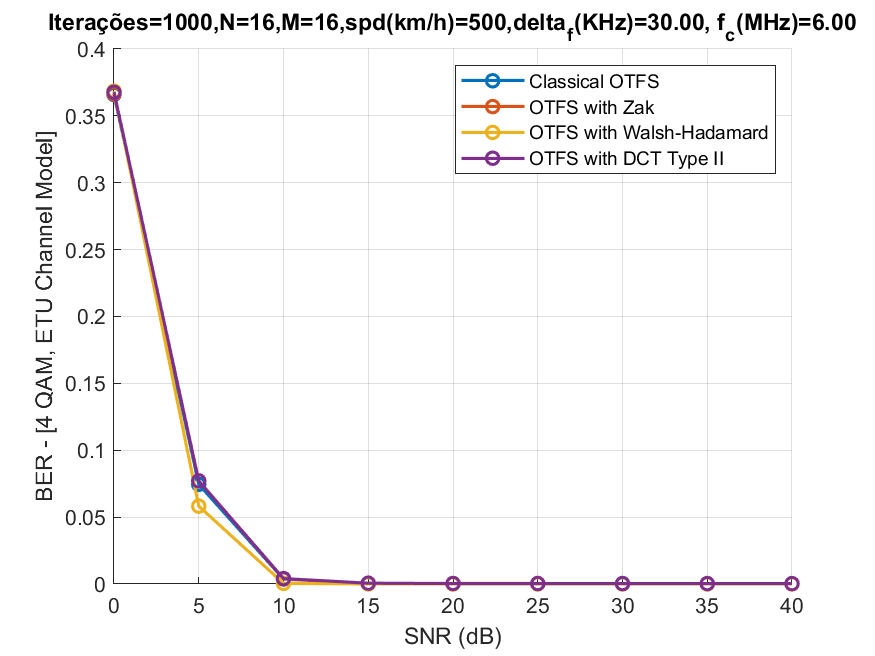 Iterações=1000,N=16,M=16,spd(km/h)=500,delta_f(KHz)=30.00, f_c(MHz)=6.00
0.4
0.35
0.3
0.25
0.2
0.15
0.1
0.05
0
BER - [4 QAM, ETU Channel Model]
Classical OTFS
OTFS with Zak
OTFS with Walsh-Hadamard
OTFS with DCT Type II
0 5 10 15 20 25 30 35 40
SNR (dB)